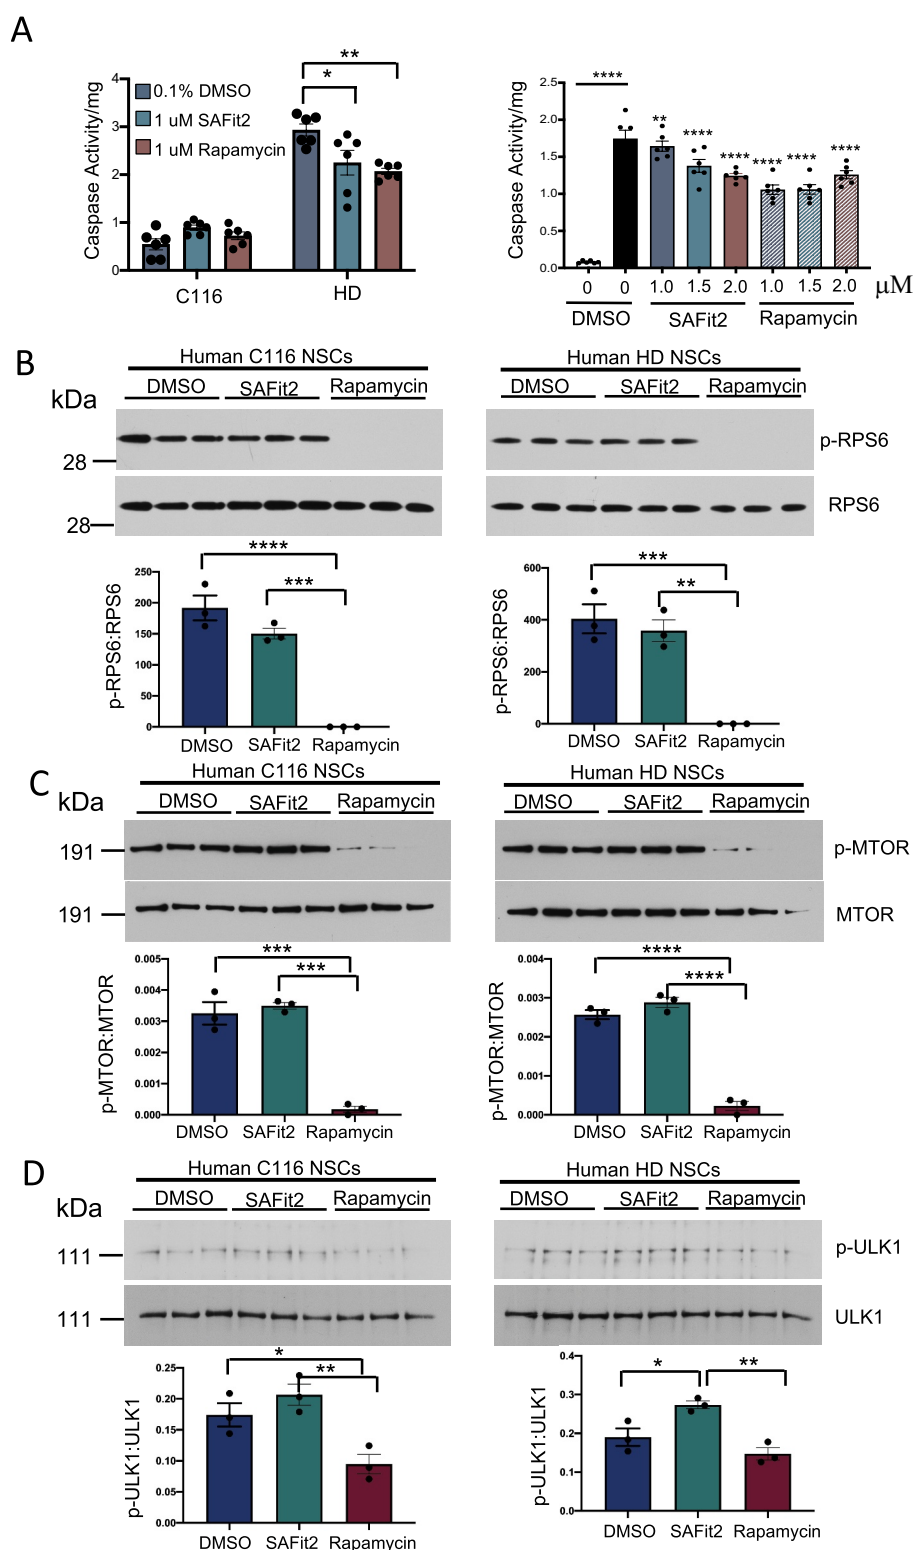 A
Caspase Activity/mg
4
3
2
1
0
0.1% DMSO
1 uM SAFit2
1 uM Rapamycin
*
**
C116
HD
Caspase Activity/mg
2.5
2.0
1.5
1.0
0.5
0.0
****
**
****
****
****
****
****
0 0 1.0 1.5 2.0 1.0 1.5 2.0 μM
DMSO SAFit2 Rapamycin
B
Human C116 NSCs
DMSO SAFit2 Rapamycin
kDa
28
28
Human HD NSCs
DMSO SAFit2 Rapamycin
p-RPS6
RPS6
p-RPS6:RPS6
250
200
150
100
50
0
****
***
DMSO SAFit2 Rapamycin
p-RPS6:RPS6
600
400
200
0
***
**
DMSO SAFit2 Rapamycin
C
Human C116 NSCs
DMSO SAFit2 Rapamycin
kDa
191
191
Human HD NSCs
DMSO SAFit2 Rapamycin
p-MTOR
MTOR
p-MTOR:MTOR
0.005
0.004
0.003
0.002
0.001
0.000
***
***
DMSO SAFit2 Rapamycin
p-MTOR:MTOR
0.004
0.003
0.002
0.001
0.000
****
****
DMSO SAFit2 Rapamycin
D
Human C116 NSCs
DMSO SAFit2 Rapamycin
kDa
111
111
Human HD NSCs
DMSO SAFit2 Rapamycin
p-ULK1
ULK1
p-ULK1:ULK1
0.25
0.20
0.15
0.10
0.05
0.00
*
**
DMSO SAFit2 Rapamycin
p-ULK1:ULK1
0.4
0.3
0.2
0.1
0.0
*
**
DMSO SAFit2 Rapamycin